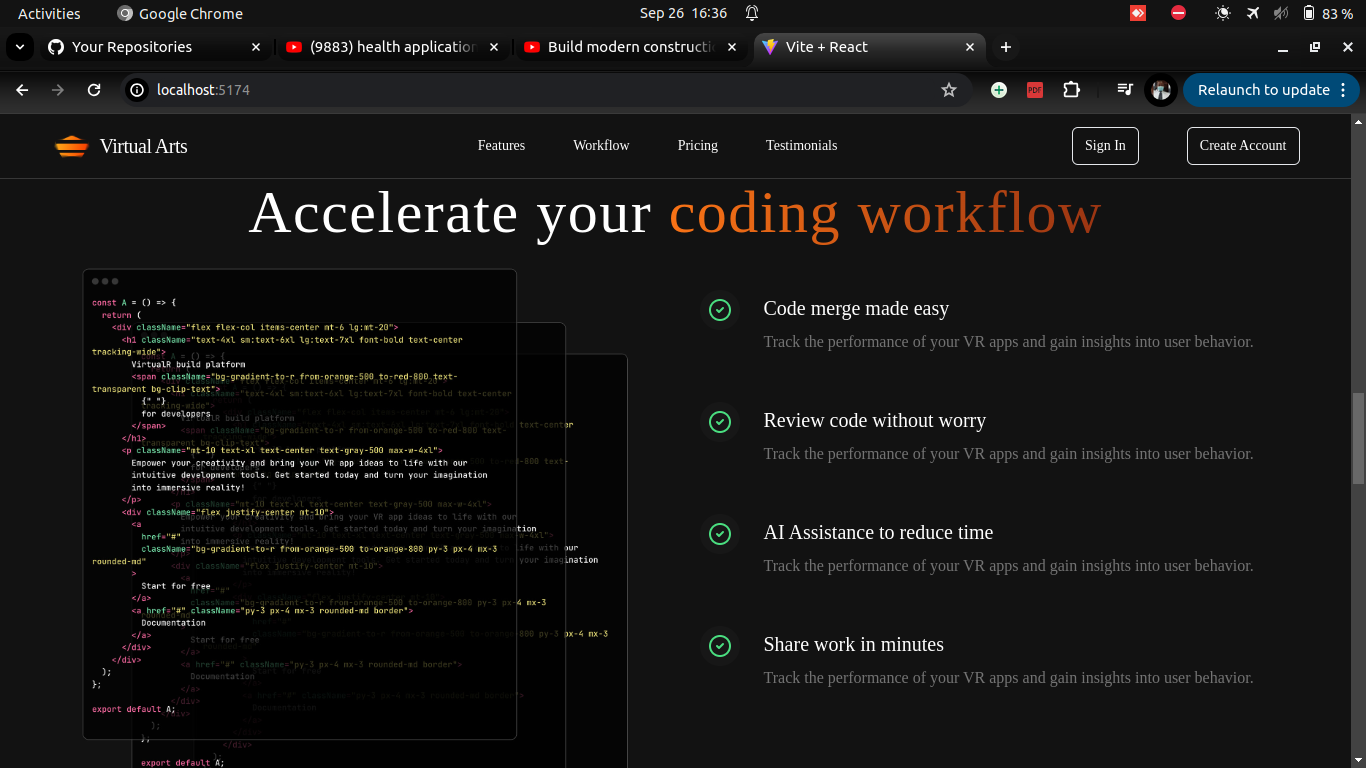 Activities
Google Chrome
Sep 26 16:36
83 %
Your Repositories
(9883) health application
Build modern constructi
Vite + React
localhost:5174
PDF
Relaunch to update
Virtual Arts
Features
Workflow
Pricing
Testimonials
Sign In
Create Account
Accelerate your coding workflow
const A = () => {
return (
<div className="flex flex-col items-center mt-6 lg:mt-20">
<h1 className="text-4xl sm:text-6xl lg:text-7xl font-bold text-center
tracking-wide">
VirtualR build platform
<span className="bg-gradient-to-r from-orange-500 to-red-800 text-
transparent bg-clip-text">
{" "}
for developers
</span>
</h1>
<p className="mt-10 text-xl text-center text-gray-500 max-w-4xl">
Empower your creativity and bring your VR app ideas to life with our
intuitive development tools. Get started today and turn your imagination
into immersive reality!
</p>
<div className="flex justify-center mt-10">
<a
href="#"
className="bg-gradient-to-r from-orange-500 to-orange-800 py-3 px-4 mx-3
rounded-md"
>
Start for free
</a>
<a href="#" className="py-3 px-4 mx-3 rounded-md border">
Documentation
</a>
</div>
</div>
);
};
export default A;
};
export default A;
Code merge made easy
Track the performance of your VR apps and gain insights into user behavior.
Review code without worry
Track the performance of your VR apps and gain insights into user behavior.
AI Assistance to reduce time
Track the performance of your VR apps and gain insights into user behavior.
Share work in minutes
Track the performance of your VR apps and gain insights into user behavior.